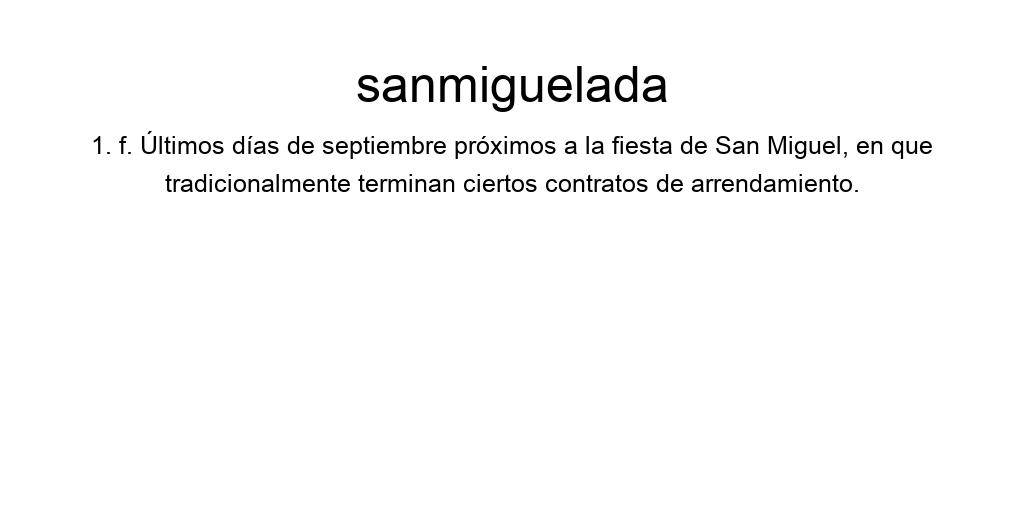 sanmiguelada
1. f. Últimos días de septiembre próximos a la fiesta de San Miguel, en que
tradicionalmente terminan ciertos contratos de arrendamiento.